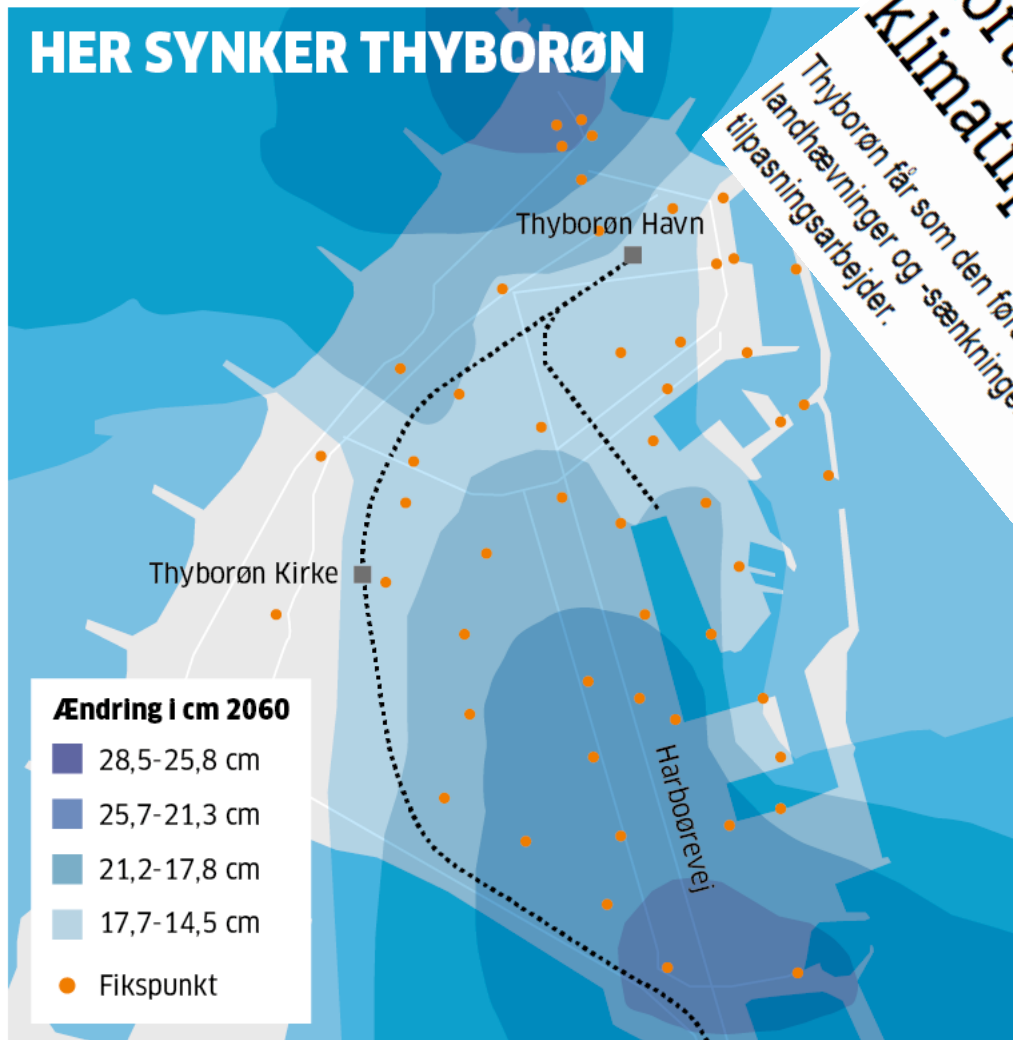 HER SYNKER THYBORØN
klimatil
Thyborøn får som den før
landhævninger og -sænkninge
tilpasningsarbejder.
Thyborøn Havn
Thyborøn Kirke
Harboørevej
Ændring i cm 2060
28,5-25,8 cm
25,7-21,3 cm
21,2-17,8 cm
17,7-14,5 cm
Fikspunkt